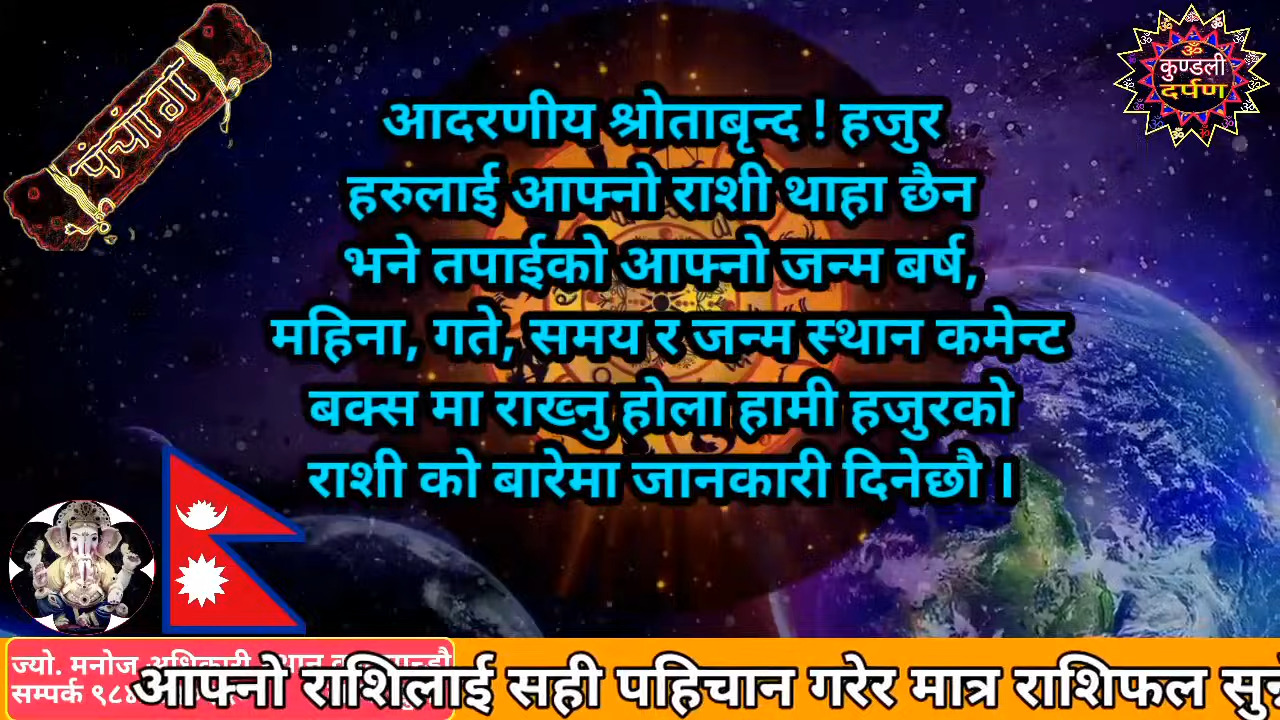 पंचांग
ॐ
कुण्डली
दर्पण
आदरणीय श्रोताबृन्द ! हजुर
हरुलाई आफ्नो राशी थाहा छैन
भने तपाईको आफ्नो जन्म बर्ष,
महिना, गते, समय र जन्म स्थान कमेन्ट
बक्स मा राख्नु होला हामी हजुरको
राशी को बारेमा जानकारी दिनेछौ ।
ज्यो. मनोज अधिकारी
सम्पर्क
आफ्नो राशिलाई सही पहिचान गरेर मात्र राशिफल